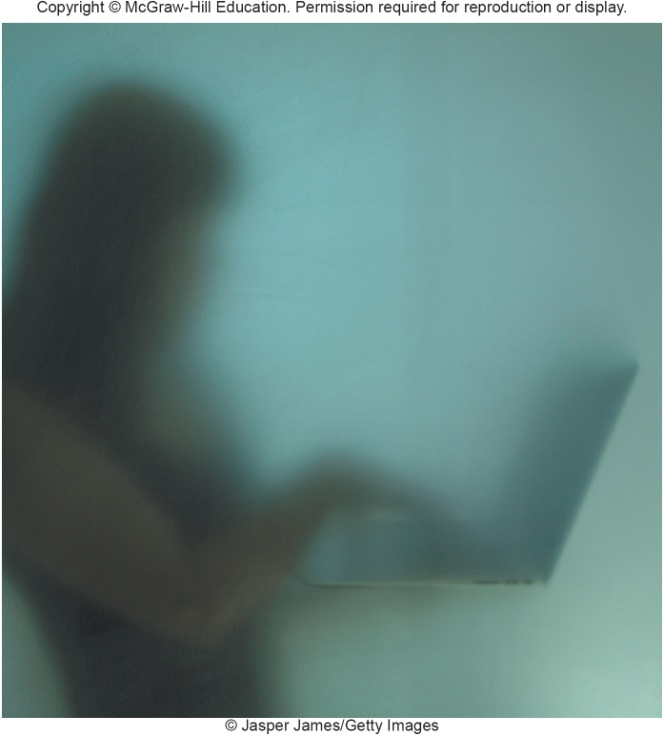 Copyright © McGraw-Hill Education. Permission required for reproduction or display.
© Jasper James/Getty Images